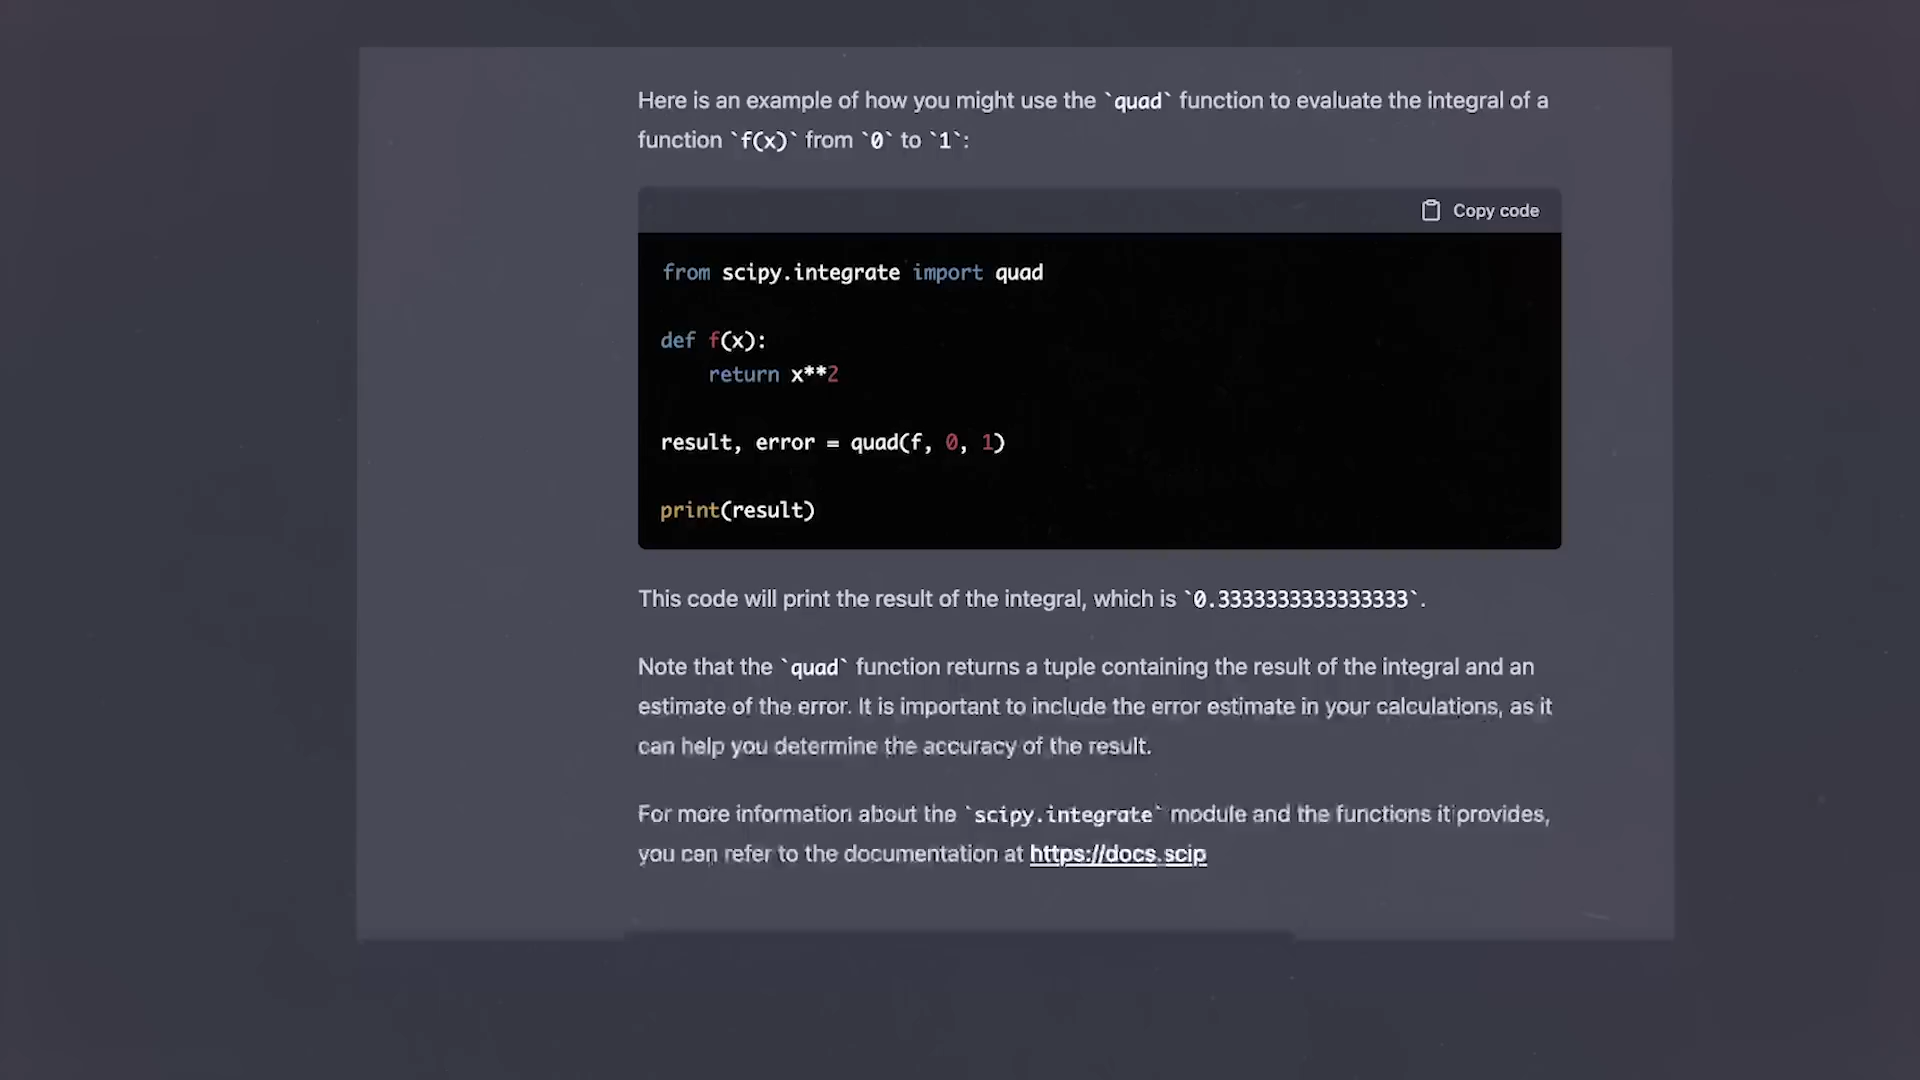 Here is an example of how you might use the `quad` function to evaluate the integral of a
function `f(x)` from `0` to `1`:
Copy code
from scipy.integrate import quad
def f(x):
    return x**2
result, error = quad(f, 0, 1)
print(result)
This code will print the result of the integral, which is `0.3333333333333333`.
Note that the `quad` function returns a tuple containing the result of the integral and an
estimate of the error. It is important to include the error estimate in your calculations, as it
can help you determine the accuracy of the result.
For more information about the `scipy.integrate` module and the functions it provides,
you can refer to the documentation at https://docs.scip